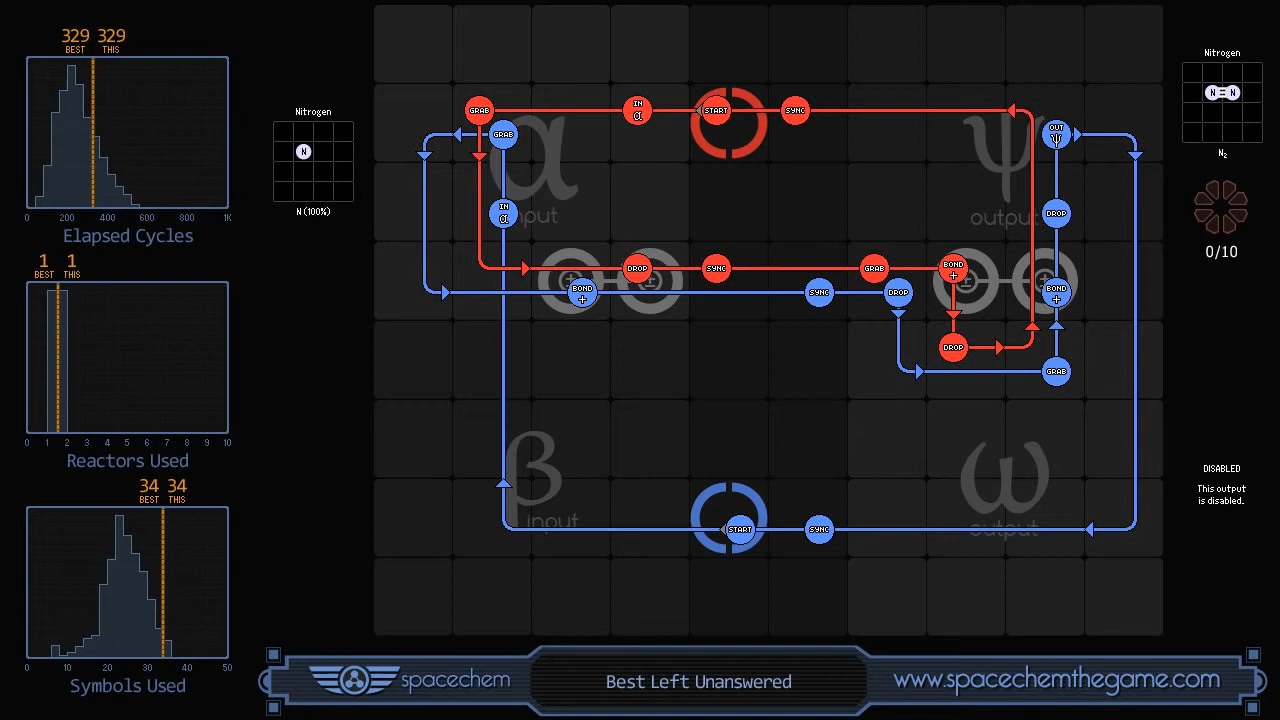 329 329
BEST THIS
0 200 400 600 800 1K
Elapsed Cycles
1 1
BEST THIS
0 1 2 3 4 5 6 7 8 9 10
Reactors Used
34 34
BEST THIS
0 10 20 30 40 50
Symbols Used
Nitrogen
N
N (100%)
GRAB IN α START SYNC
GRAB OUT ψ
α ψ
IN α DROP
input output
DROP SYNC GRAB BOND +
BOND + SYNC DROP BOND +
DROP
GRAB
β ω
START SYNC
input output
Nitrogen
N = N
N₂
0/10
DISABLED
This output
is disabled.
spacechem
Best Left Unanswered
www.spacechemthegame.com